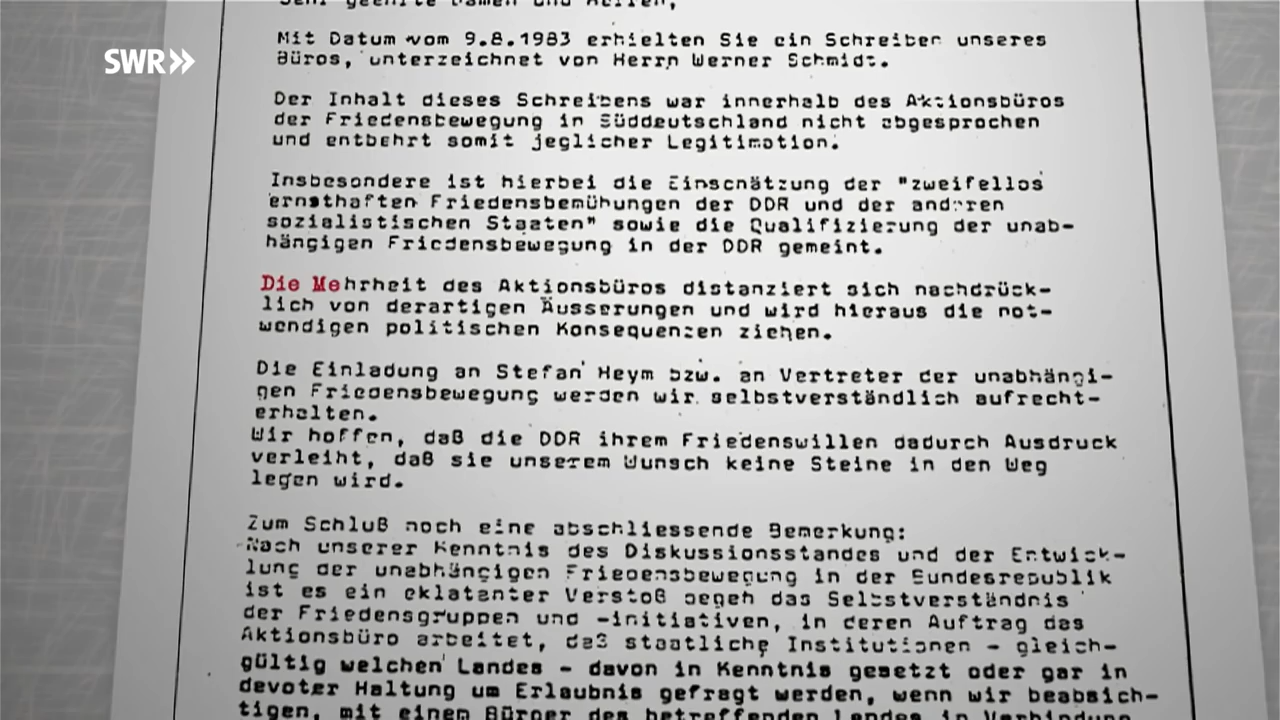 Sehr geehrte Damen und Herren,
SWR
Mit Datum vom 9.8.1983 erhielten Sie ein Schreiben unseres
Büros, unterzeichnet von Herrn Werner Schmidt.
Der Inhalt dieses Schreibens war innerhalb des Aktionsbüros
der Friedensbewegung in Süddeutschland nicht abgesprochen
und entbehrt somit jeglicher Legitimation.
Insbesondere ist hierbei die Einschätzung der "zweifellos
ernsthaften Friedensbemühungen der DDR und der anderen
sozialistischen Staaten" sowie die Qualifizierung der unab-
hängigen Friedensbewegung in der DDR gemeint.
Die Mehrheit des Aktionsbüros distanziert sich nachdrück-
lich von derartigen Äusserungen und wird hieraus die not-
wendigen politischen Konsequenzen ziehen.
Die Einladung an Stefan Heym bzw. an Vertreter der unabhängi-
gen Friedensbewegung werden wir selbstverständlich aufrecht-
erhalten.
Wir hoffen, daß die DDR ihrem Friedenswillen dadurch Ausdruck
verleiht, daß sie unserem Wunsch keine Steine in den Weg
legen wird.
Zum Schluß noch eine abschliessende Bemerkung:
Nach unserer Kenntnis des Diskussionsstandes und der Entwick-
lung der unabhängigen Friedensbewegung in der Bundesrepublik
ist es ein eklatanter Verstoß gegen das Selbstverständnis
der Friedensgruppen und -initiativen, in deren Auftrag das
Aktionsbüro arbeitet, daß staatliche Institutionen - gleich-
gültig welchen Landes - davon in Kenntnis gesetzt oder gar in
devoter Haltung um Erlaubnis gefragt werden, wenn wir beabsich-
tigen, mit einem Bürger des betreffenden Landes in Verbindung